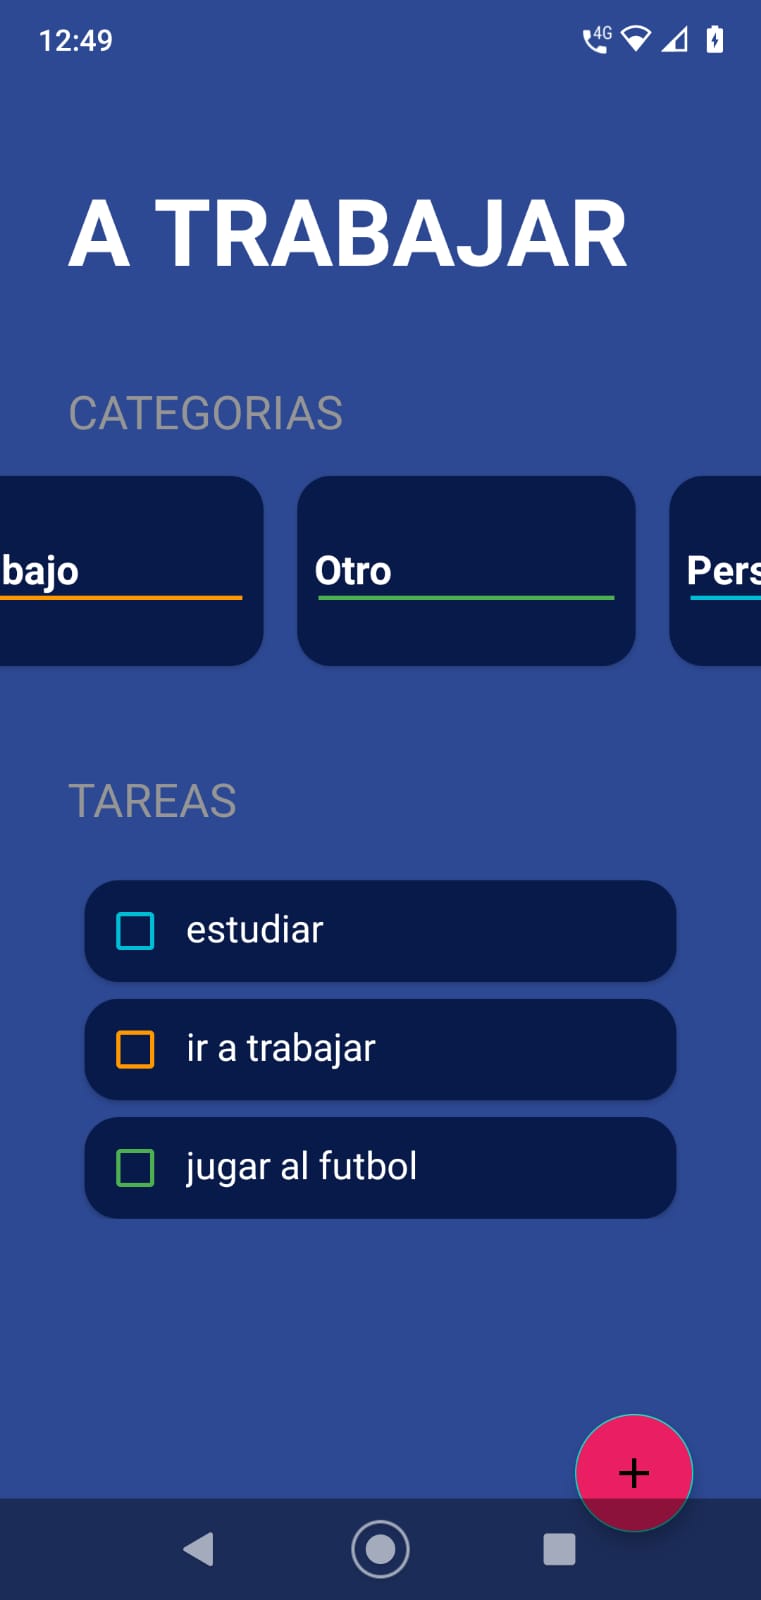 12:49
4G
A TRABAJAR
CATEGORIAS
bajo
Otro
Pers
TAREAS
estudiar
ir a trabajar
jugar al futbol
+